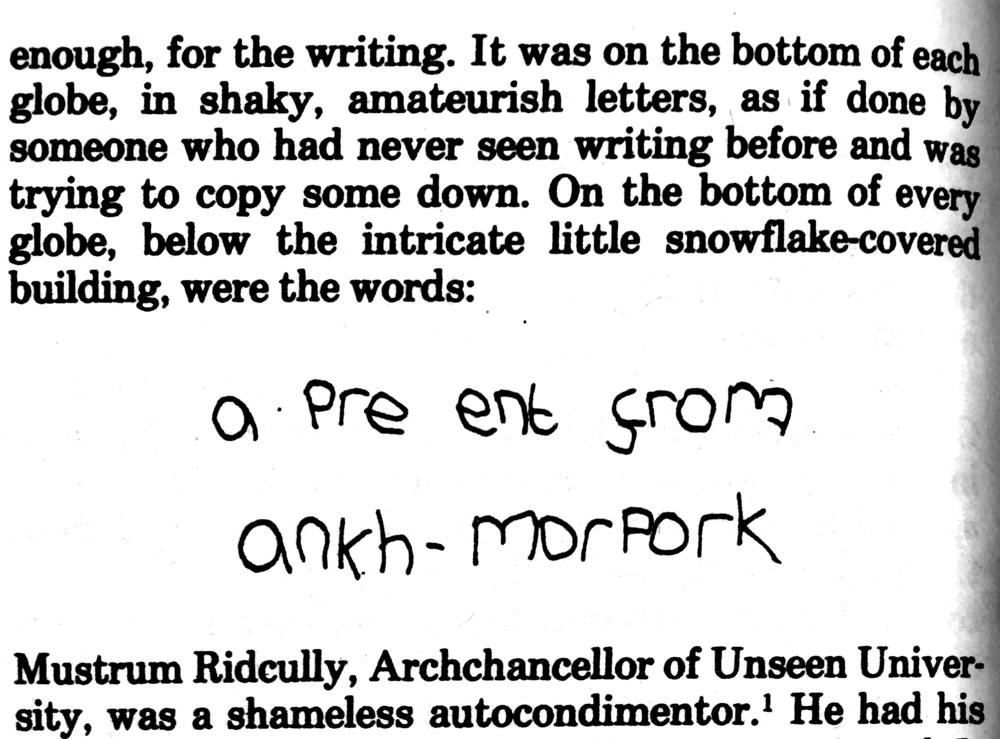 enough, for the writing. It was on the bottom of each
globe, in shaky, amateurish letters, as if done by
someone who had never seen writing before and was
trying to copy some down. On the bottom of every
globe, below the intricate little snowflake-covered
building, were the words:
a Pre ent from
ankh-morPork
Mustrum Ridcully, Archchancellor of Unseen Univer-
sity, was a shameless autocondimentor.¹ He had his